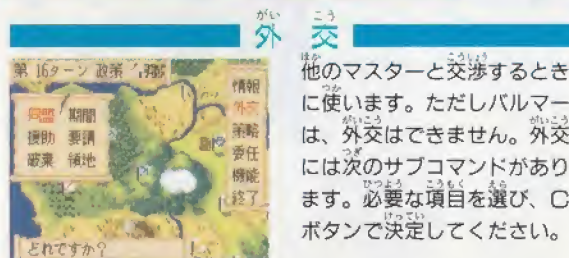 外交
他のマスターと交渉するとき
に使います。ただしバルマー
は、外交はできません。外交
には次のサブコマンドがあり
ます。必要な項目を選び、C
ボタンで決定してください。
第16ターン 政策
同盟 期間
援助 要請
破棄 領地
情報
外交
策略
委任
機能
終了
どれですか?